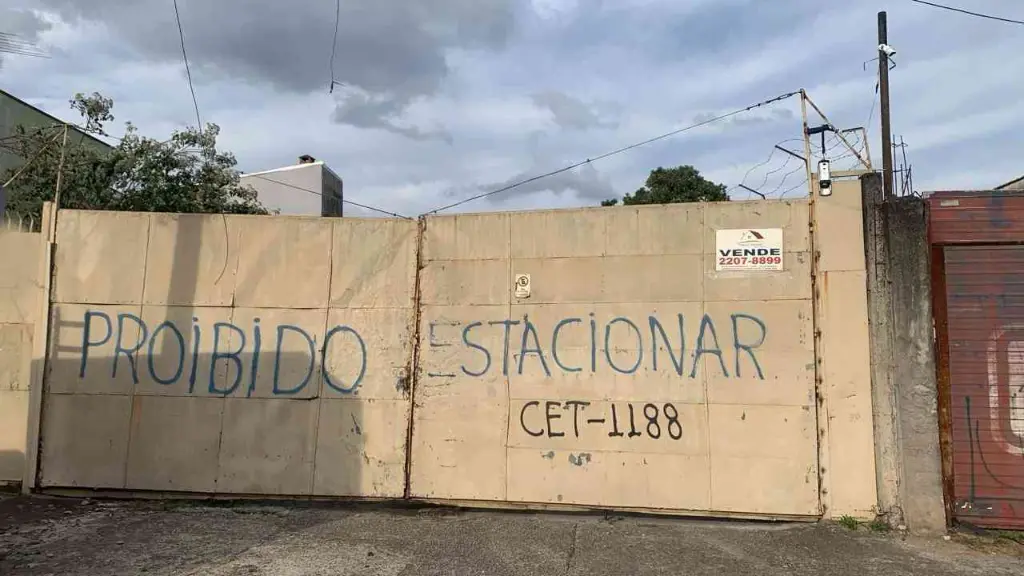 VENDE
2207-8899
PROIBIDO ESTACIONAR
CET-1188